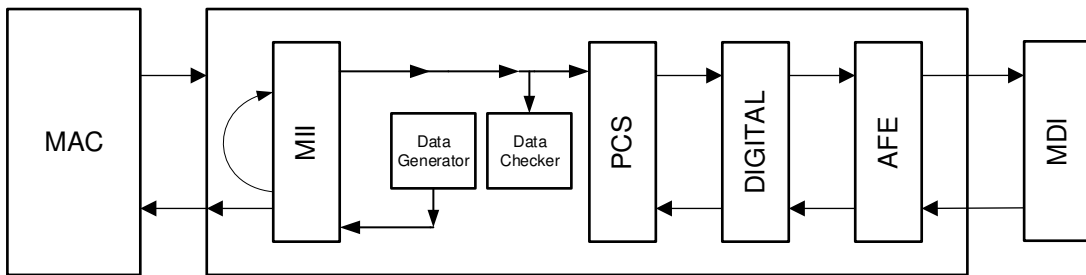 MAC
MII
Data
Generator
Data
Checker
PCS
DIGITAL
AFE
MDI